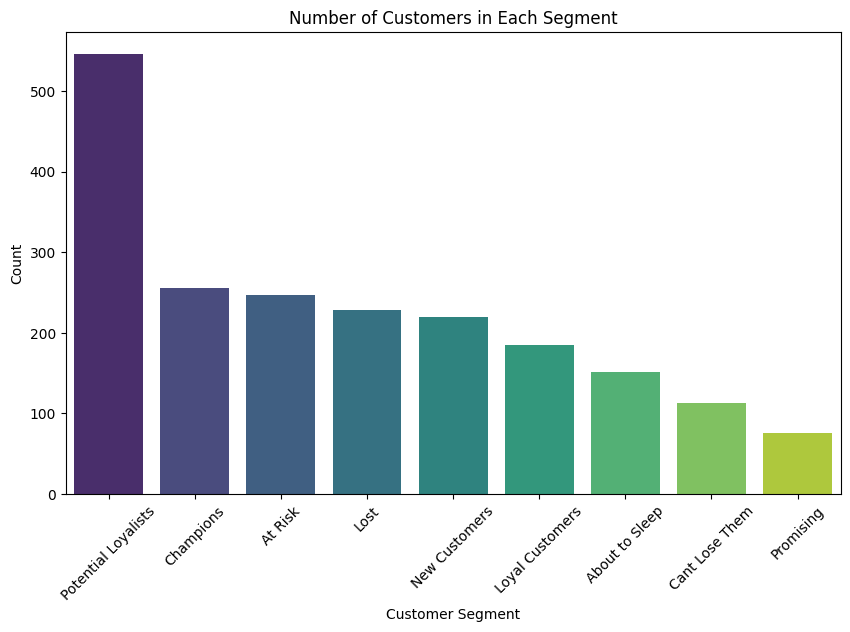 Number of Customers in Each Segment
Count
500
400
300
200
100
0
Potential Loyalists
Champions
At Risk
Lost
New Customers
Loyal Customers
About to Sleep
Cant Lose Them
Promising
Customer Segment